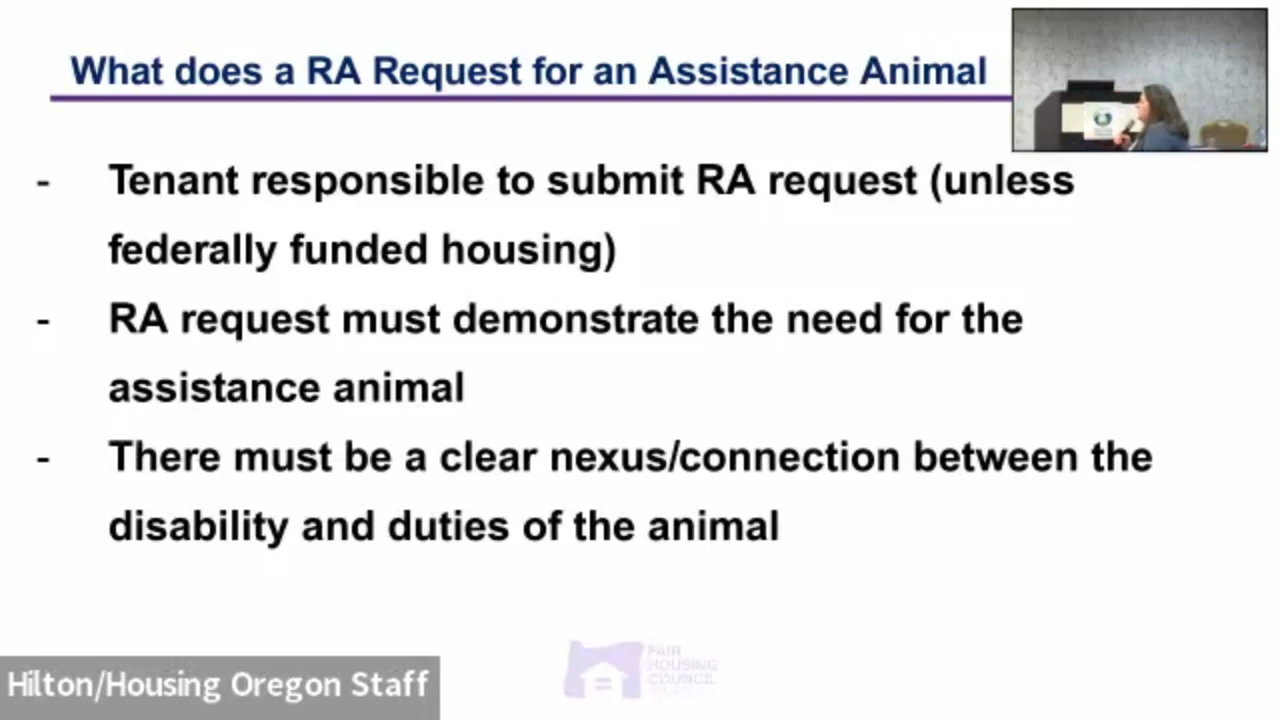 What does a RA Request for an Assistance Animal
- Tenant responsible to submit RA request (unless
federally funded housing)
- RA request must demonstrate the need for the
assistance animal
- There must be a clear nexus/connection between the
disability and duties of the animal
FAIR
HOUSING
COUNCIL
Hilton/Housing Oregon Staff